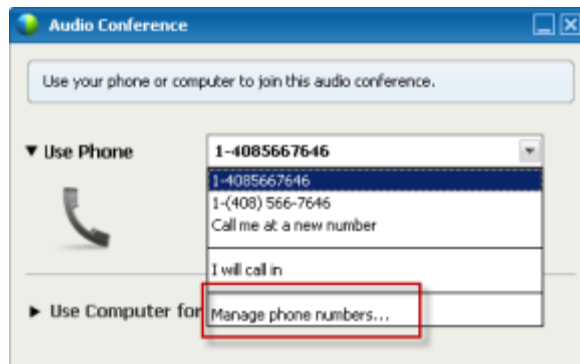 Audio Conference
Use your phone or computer to join this audio conference.
Use Phone
1-4085667646
1-4085667646
1-(408) 566-7646
Call me at a new number
I will call in
Use Computer for
Manage phone numbers...